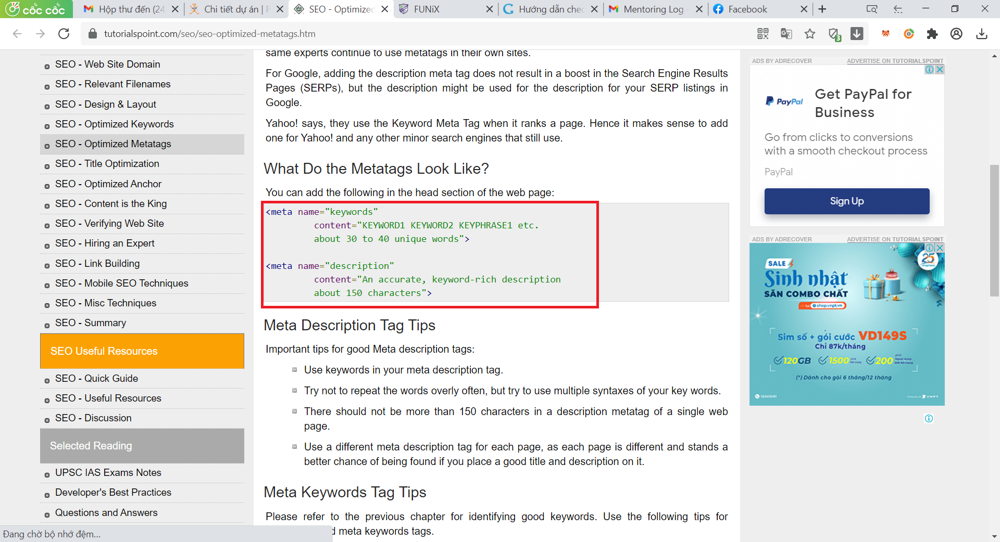 cốc cốc
Hộp thư đến (24
Chi tiết dự án | P
SEO - Optimized
FUNiX
Hướng dẫn chec
Mentoring Log -
Facebook
tutorialspoint.com/seo/seo-optimized-metatags.htm
3
SEO - Web Site Domain
SEO - Relevant Filenames
SEO - Design & Layout
SEO - Optimized Keywords
SEO - Optimized Metatags
SEO - Title Optimization
SEO - Optimized Anchor
SEO - Content is the King
SEO - Verifying Web Site
SEO - Hiring an Expert
SEO - Link Building
SEO - Mobile SEO Techniques
SEO - Misc Techniques
SEO - Summary
SEO Useful Resources
SEO - Quick Guide
SEO - Useful Resources
SEO - Discussion
Selected Reading
UPSC IAS Exams Notes
Developer's Best Practices
Questions and Answers
Đang chờ bộ nhớ đệm...
same experts continue to use metatags in their own sites.
For Google, adding the description meta tag does not result in a boost in the Search Engine Results
Pages (SERPs), but the description might be used for the description for your SERP listings in
Google.
Yahoo! says, they use the Keyword Meta Tag when it ranks a page. Hence it makes sense to add
one for Yahoo! and any other minor search engines that still use.
What Do the Metatags Look Like?
You can add the following in the head section of the web page:
<meta name="keywords"
content="KEYWORD1 KEYWORD2 KEYPHRASE1 etc.
about 30 to 40 unique words">
<meta name="description"
content="An accurate, keyword-rich description
about 150 characters">
Meta Description Tag Tips
Important tips for good Meta description tags:
Use keywords in your meta description tag.
Try not to repeat the words overly often, but try to use multiple syntaxes of your key words.
There should not be more than 150 characters in a description metatag of a single web
page.
Use a different meta description tag for each page, as each page is different and stands a
better chance of being found if you place a good title and description on it.
Meta Keywords Tag Tips
Please refer to the previous chapter for identifying good keywords. Use the following tips for
d meta keywords tags.
ADS BY ADRECOVER
ADVERTISE ON TUTORIALSPOINT
PayPal
Get PayPal for
Business
Go from clicks to conversions
with a smooth checkout process
PayPal
Sign Up
ADS BY ADRECOVER
ADVERTISE ON TUTORIALSPOINT
25
SALE
Sinh nhật
SĂN COMBO CHẤT
tại shop.vnpt.vn
Sim số + gói cước VD149S
Chỉ 87k/tháng
120GB 1500 200
(*) Dành cho gói 6 tháng/12 tháng
18001091
VNPT